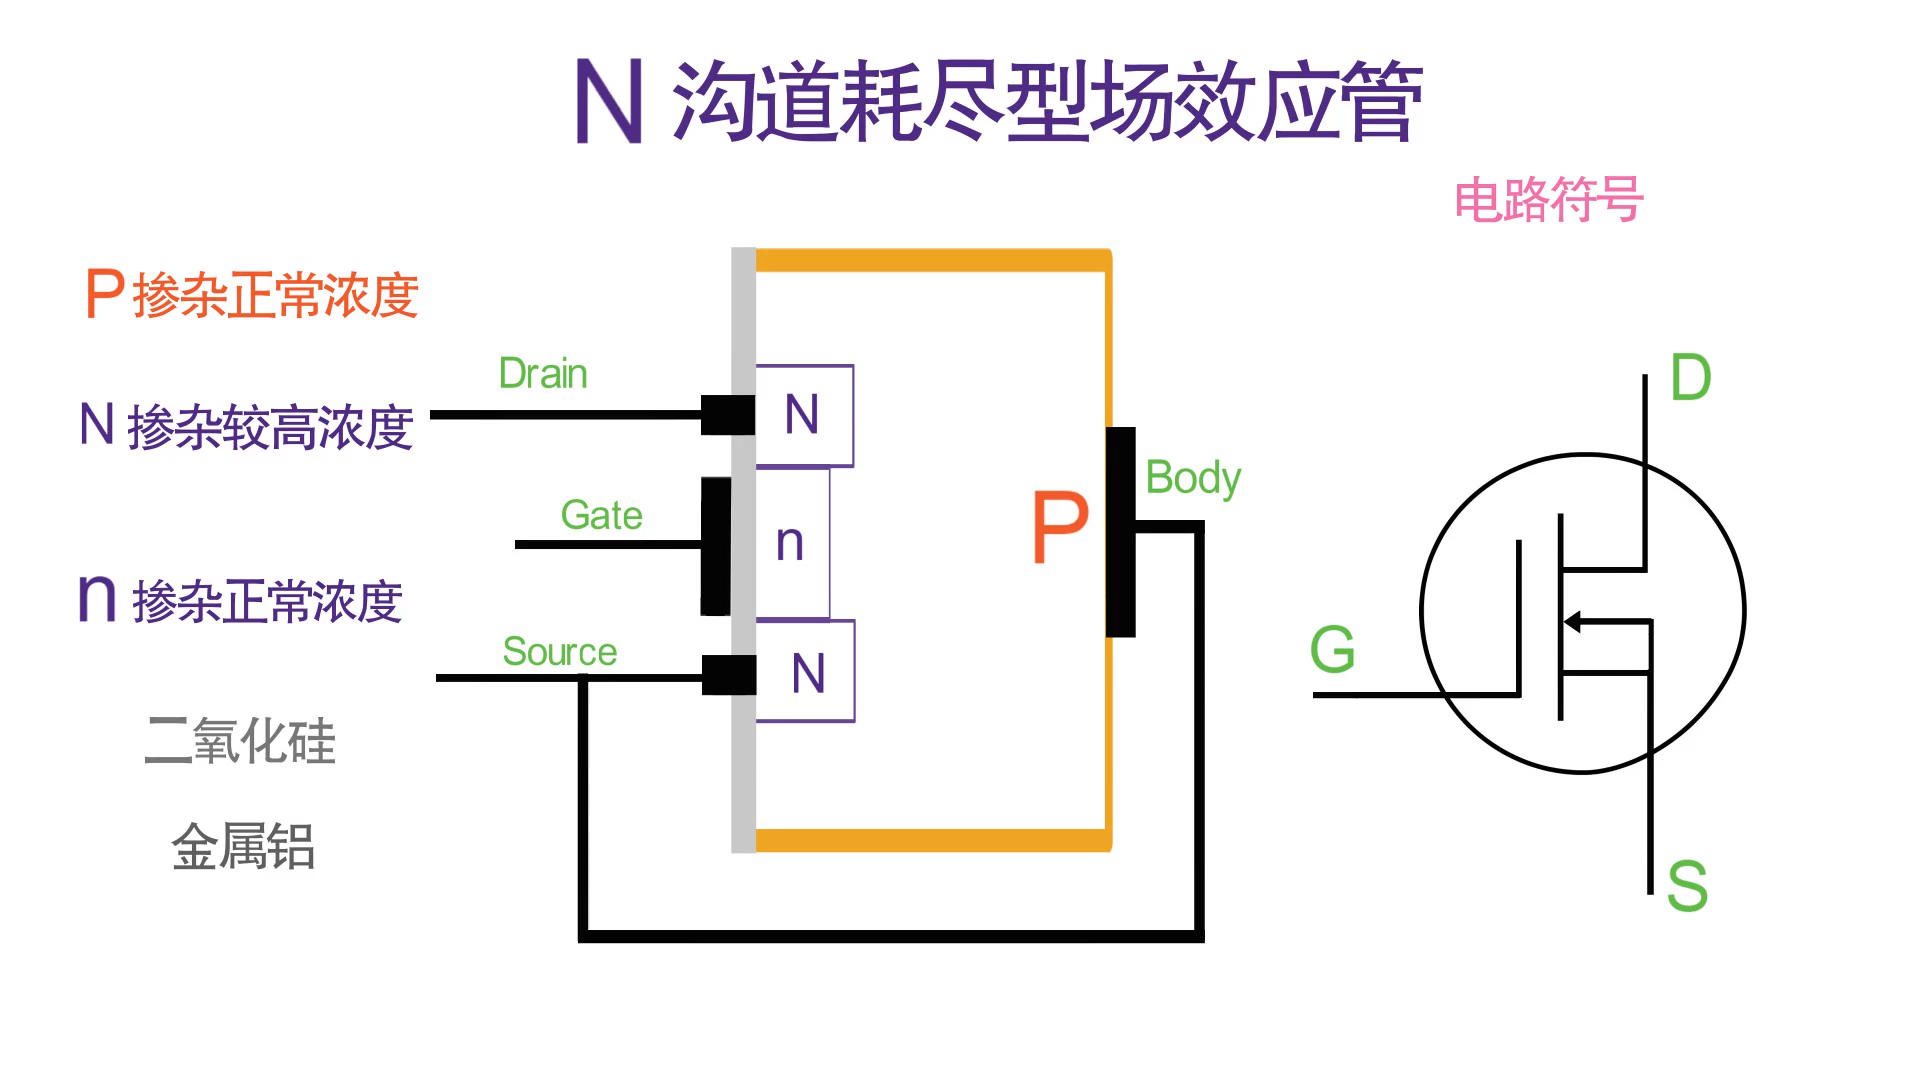 N 沟道耗尽型场效应管
电路符号
P 掺杂正常浓度
N 掺杂较高浓度
n 掺杂正常浓度
二氧化硅
金属铝
Drain
Gate
Source
N
n
N
P
Body
D
G
S